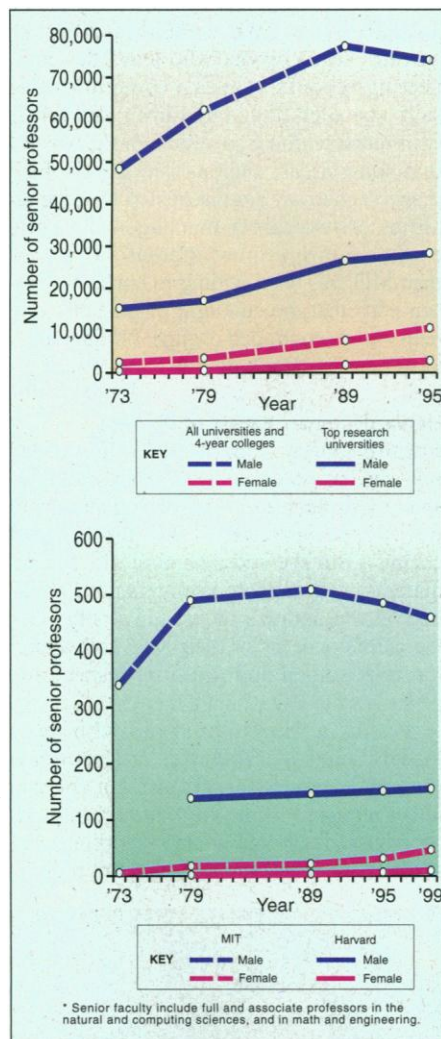 80,000
70,000
60,000
50,000
40,000
30,000
20,000
10,000
0
Number of senior professors
'73 '79 '89 '95
Year
All universities and Top research
4-year colleges universities
KEY Male Male
Female Female
600
500
400
300
200
100
0
Number of senior professors
'73 '79 '89 '95 '99
Year
MIT Harvard
KEY Male Male
Female Female
* Senior faculty include full and associate professors in the
natural and computing sciences, and in math and engineering.